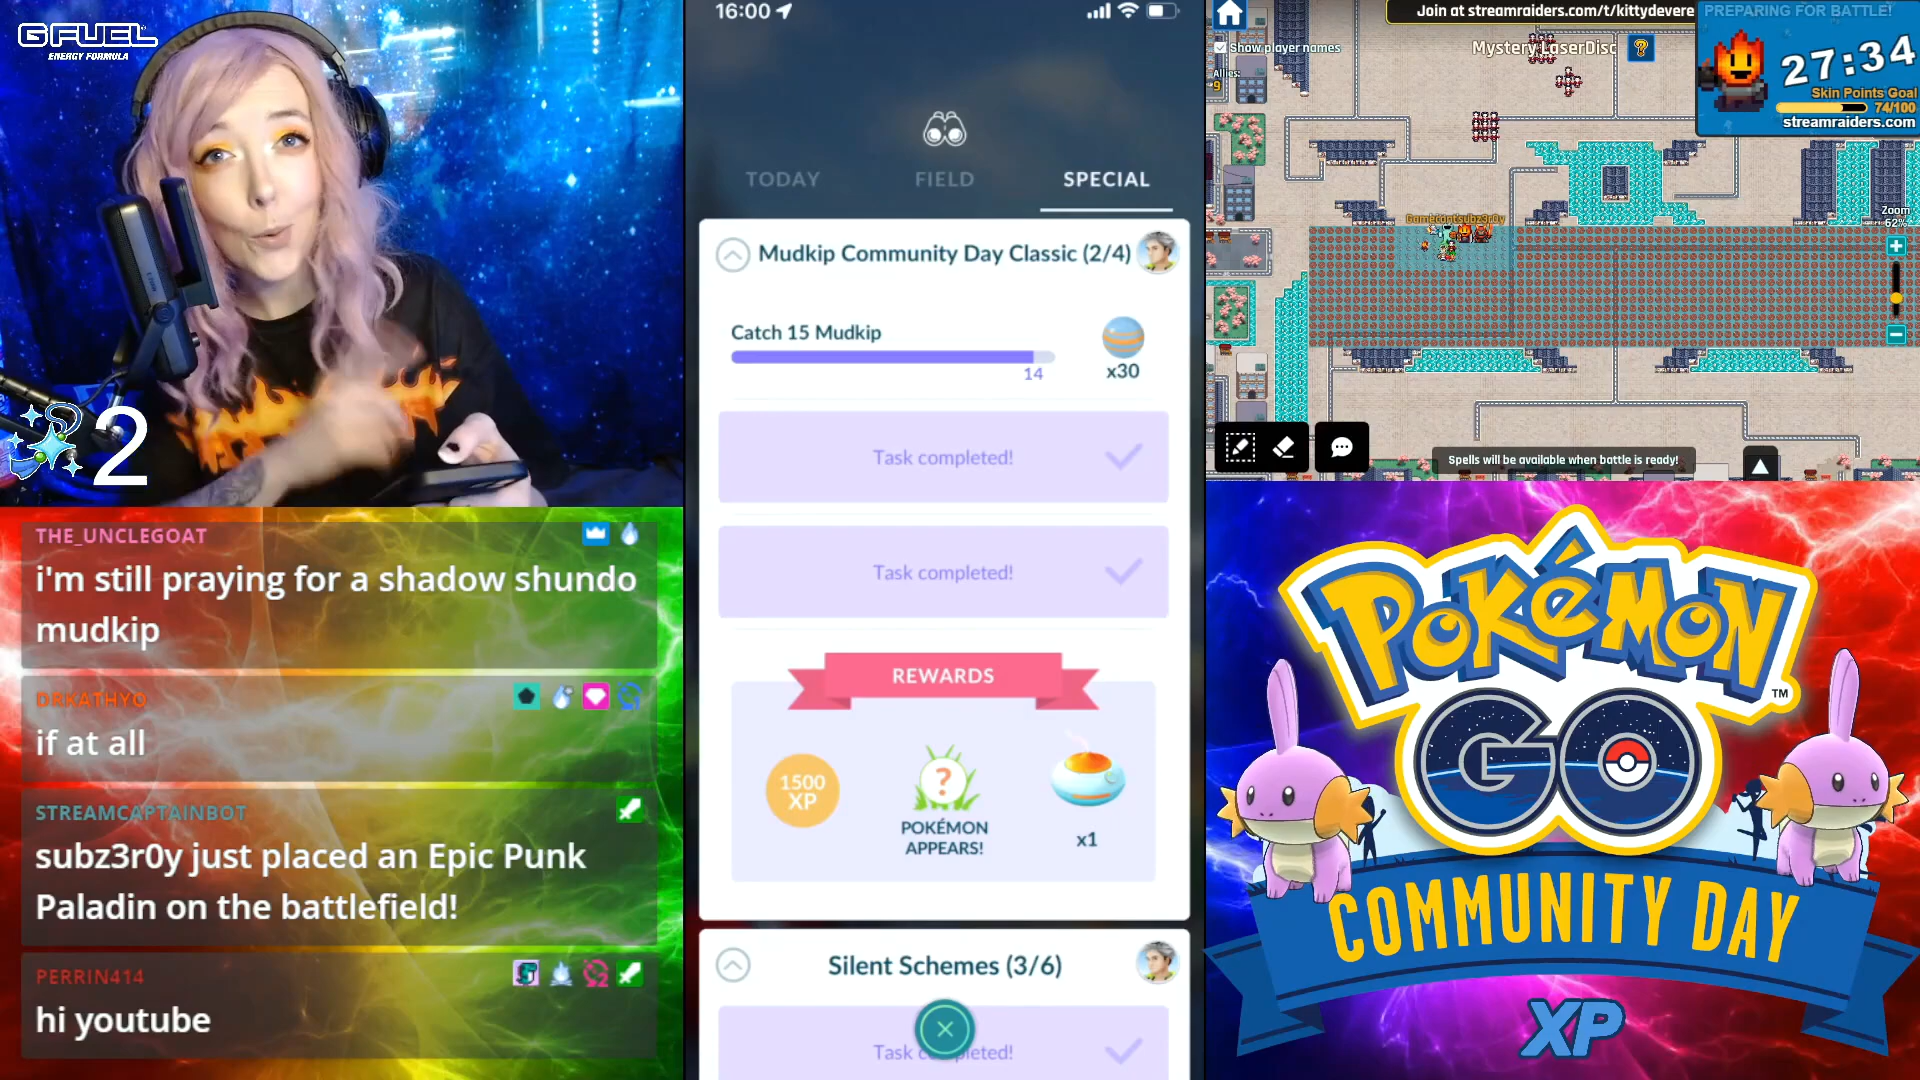 GFUEL
ENERGY FORMULA
2
THE_UNCLEGOAT
i'm still praying for a shadow shundo
mudkip
DRKATHYO
if at all
STREAMCAPTAINBOT
subz3r0y just placed an Epic Punk
Paladin on the battlefield!
PERRIN414
hi youtube
16:00
TODAY
FIELD
SPECIAL
Mudkip Community Day Classic (2/4)
Catch 15 Mudkip
14
x30
Task completed!
Task completed!
REWARDS
1500
XP
?
POKÉMON
APPEARS!
x1
Silent Schemes (3/6)
Task completed!
Join at streamraiders.com/t/kittydevere
Show player names
Mystery LaserDisc
?
Allies:
9
PREPARING FOR BATTLE!
27:34
Skin Points Goal
74/100
streamraiders.com
Zoom
62%
Spells will be available when battle is ready!
POKÉMON
TM
GO
COMMUNITY DAY
XP